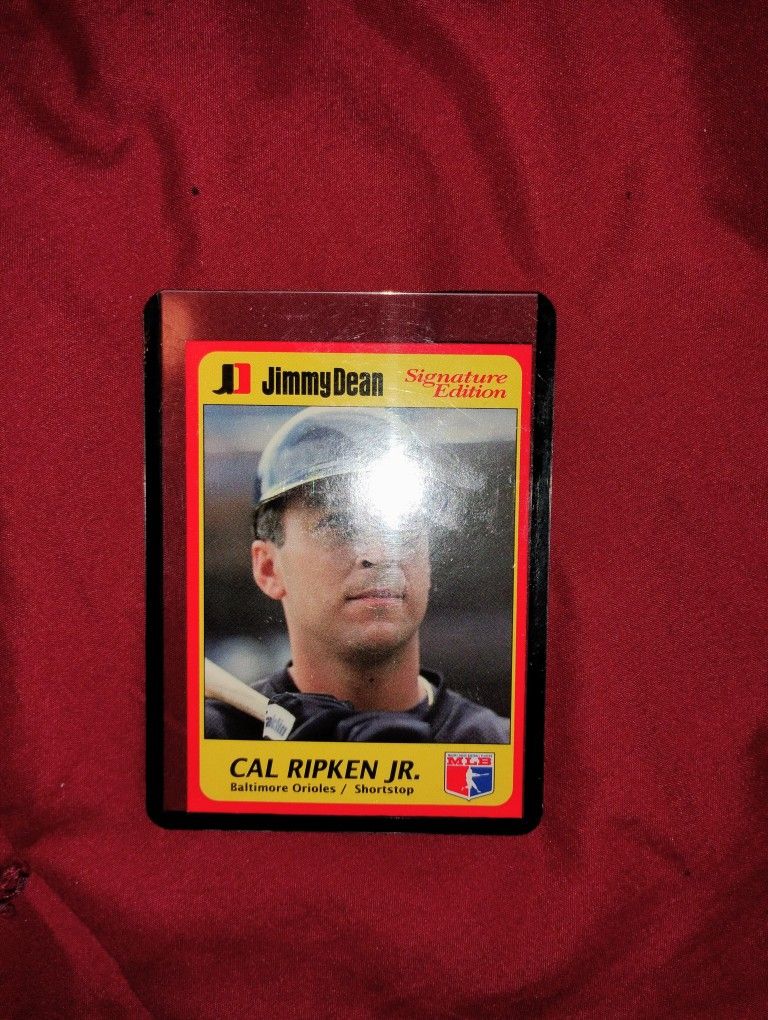 JD JimmyDean Signature
Edition
CAL RIPKEN JR.
Baltimore Orioles / Shortstop
MLB